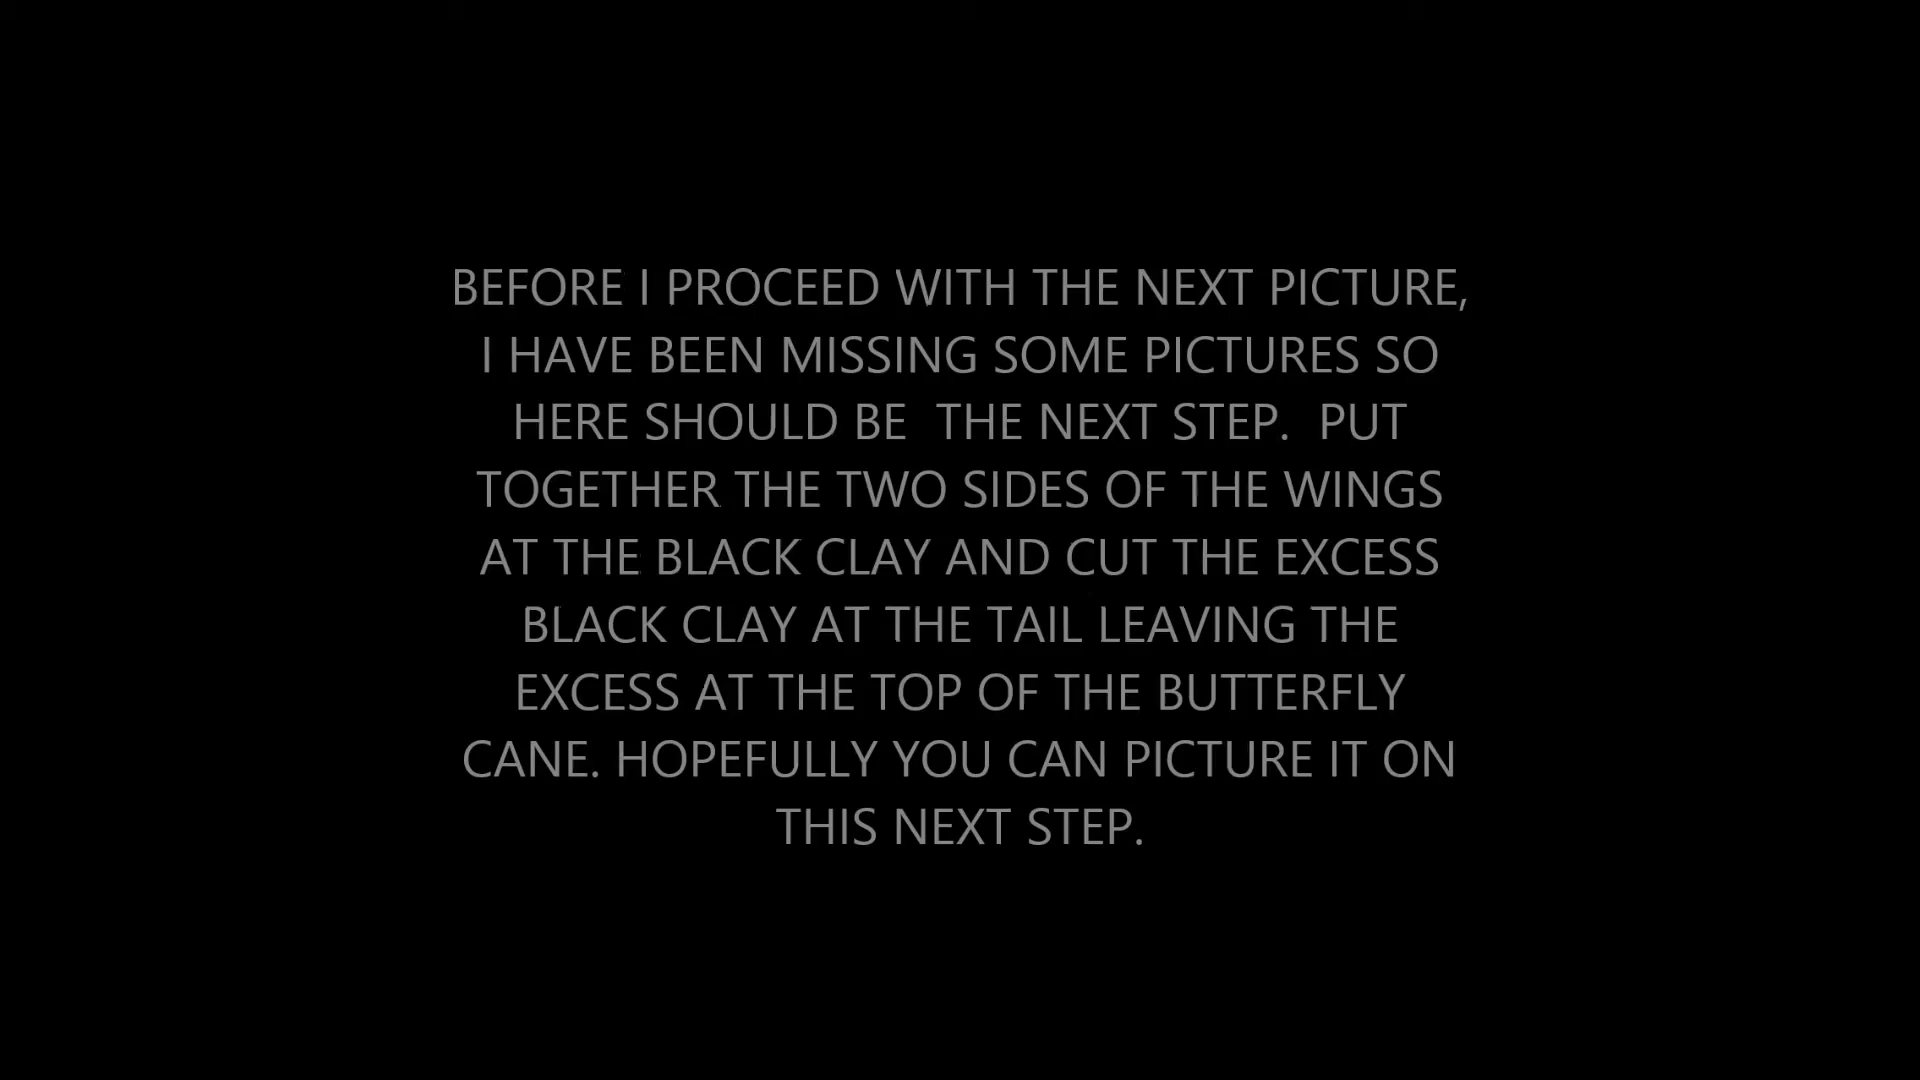 BEFORE I PROCEED WITH THE NEXT PICTURE,
I HAVE BEEN MISSING SOME PICTURES SO
HERE SHOULD BE  THE NEXT STEP.  PUT
TOGETHER THE TWO SIDES OF THE WINGS
AT THE BLACK CLAY AND CUT THE EXCESS
BLACK CLAY AT THE TAIL LEAVING THE
EXCESS AT THE TOP OF THE BUTTERFLY
CANE. HOPEFULLY YOU CAN PICTURE IT ON
THIS NEXT STEP.